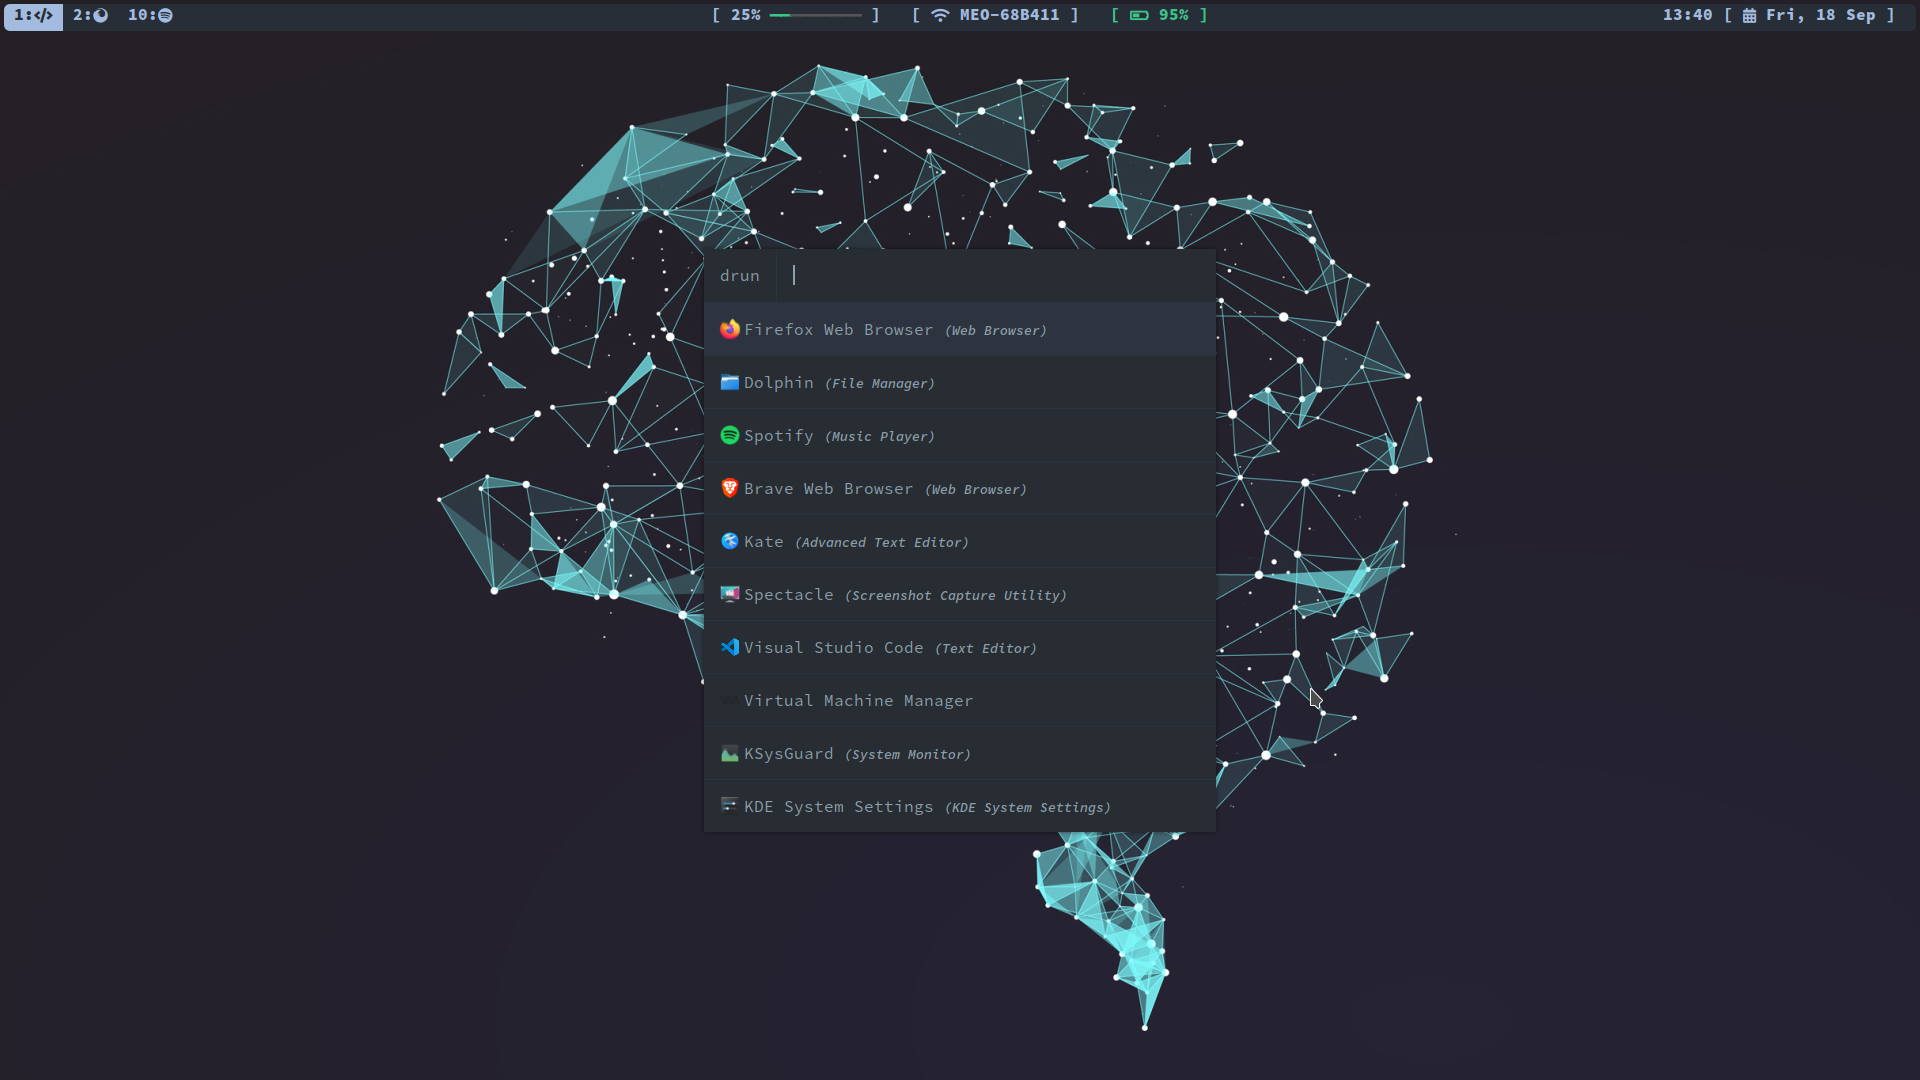 1:</> 2: 10: [ 25% ] [ MEO-68B411 ] [ 95% ] 13:40 [ Fri, 18 Sep ]
drun
Firefox Web Browser (Web Browser)
Dolphin (File Manager)
Spotify (Music Player)
Brave Web Browser (Web Browser)
Kate (Advanced Text Editor)
Spectacle (Screenshot Capture Utility)
Visual Studio Code (Text Editor)
Virtual Machine Manager
KSysGuard (System Monitor)
KDE System Settings (KDE System Settings)